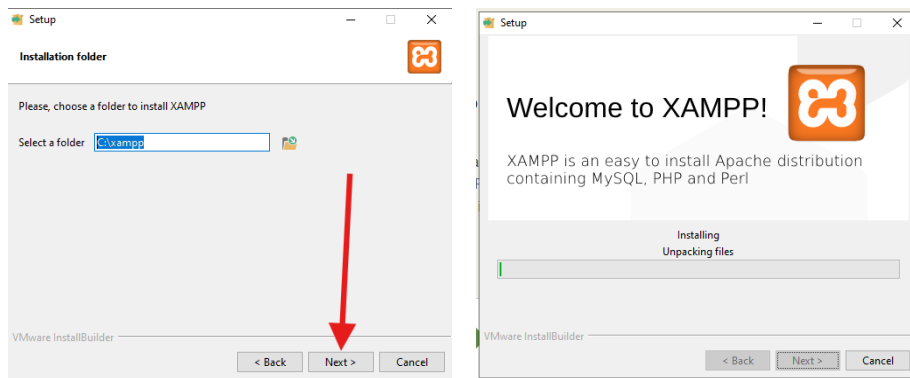 Setup
Installation folder
Please, choose a folder to install XAMPP
Select a folder C:\xampp
VMware InstallBuilder
< Back Next > Cancel
Setup
Welcome to XAMPP!
XAMPP is an easy to install Apache distribution
containing MySQL, PHP and Perl
Installing
Unpacking files
VMware InstallBuilder
< Back Next > Cancel